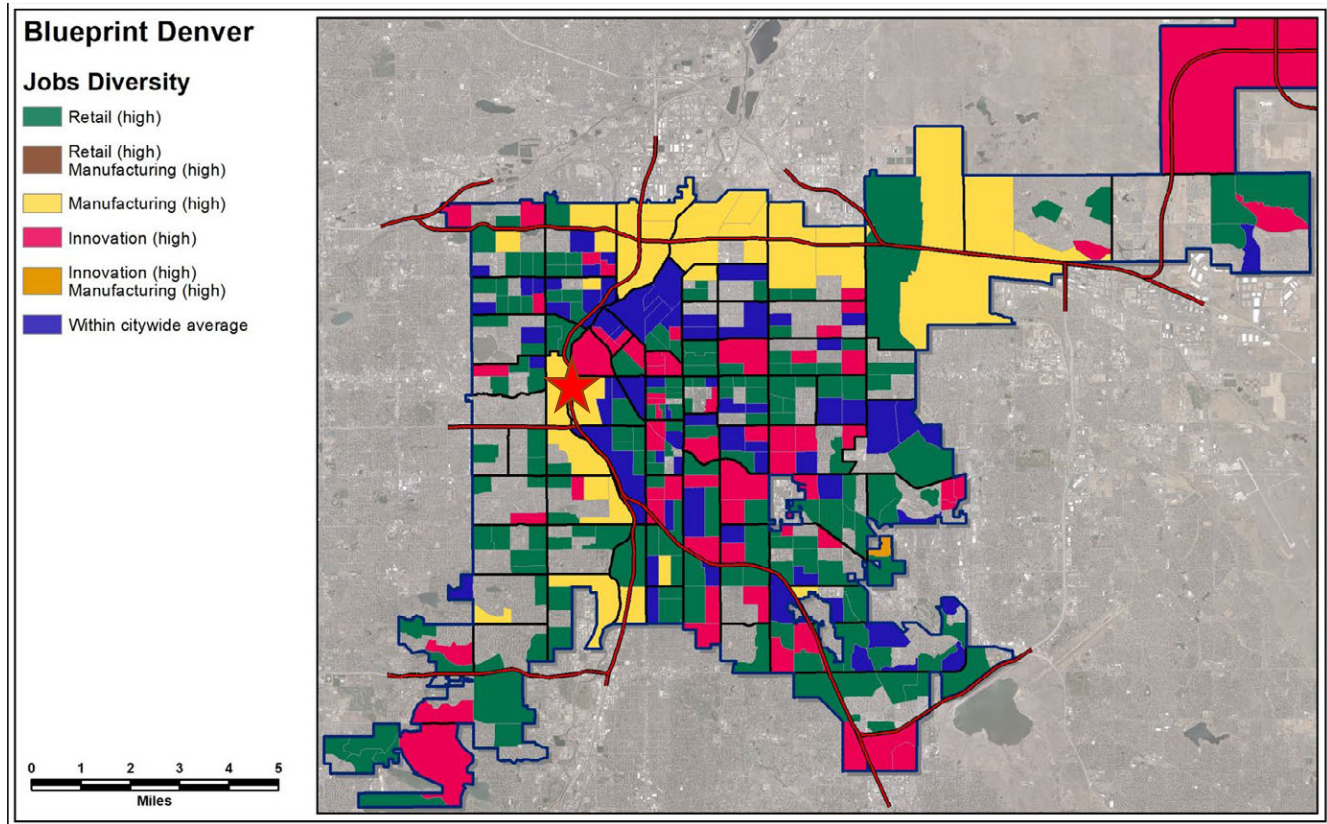 Blueprint Denver
Jobs Diversity
Retail (high)
Retail (high)
Manufacturing (high)
Manufacturing (high)
Innovation (high)
Innovation (high)
Manufacturing (high)
Within citywide average
0 1 2 3 4 5
Miles